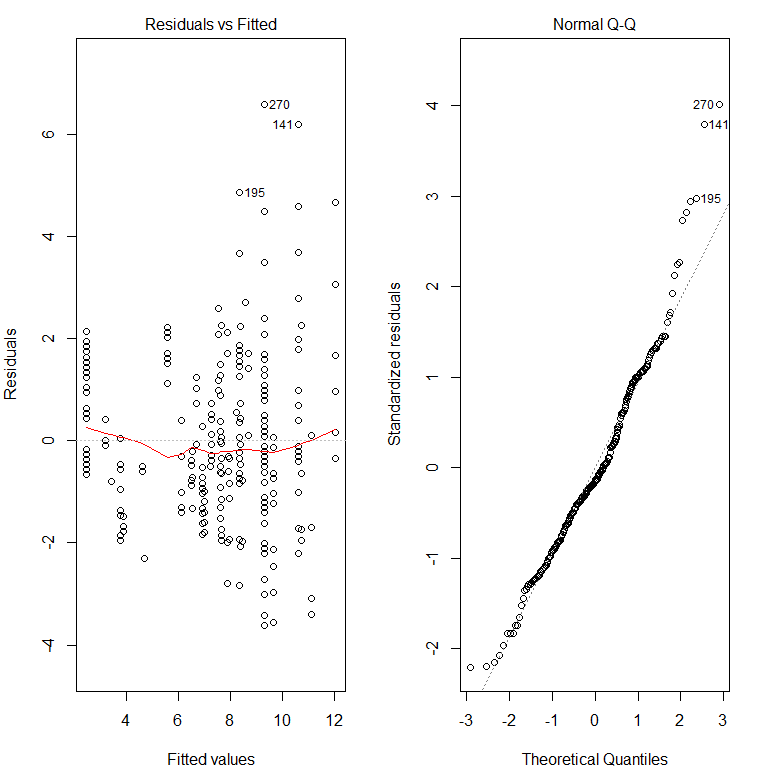 Residuals vs Fitted
270
141
195
6
4
2
0
-2
-4
Residuals
4 6 8 10 12
Fitted values
Normal Q-Q
270
141
195
4
3
2
1
0
-1
-2
Standardized residuals
-3 -2 -1 0 1 2 3
Theoretical Quantiles